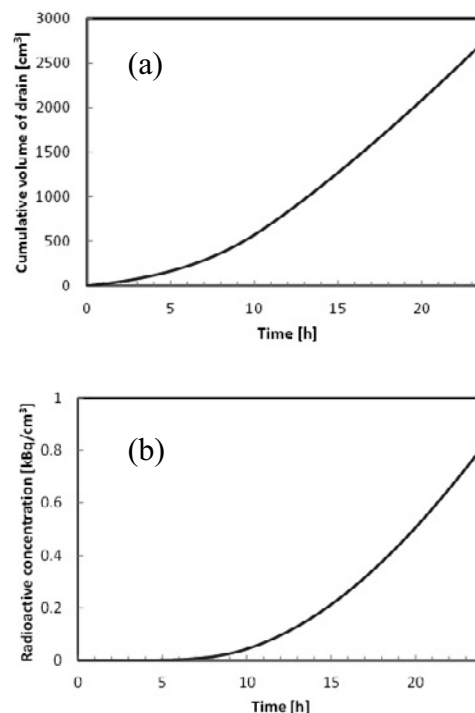 3000
2500
2000
1500
1000
500
0
Cumulative volume of drain [cm³]
(a)
0 5 10 15 20
Time [h]
1
0.8
0.6
0.4
0.2
0
Radioactive concentration [kBq/cm³]
(b)
0 5 10 15 20
Time [h]